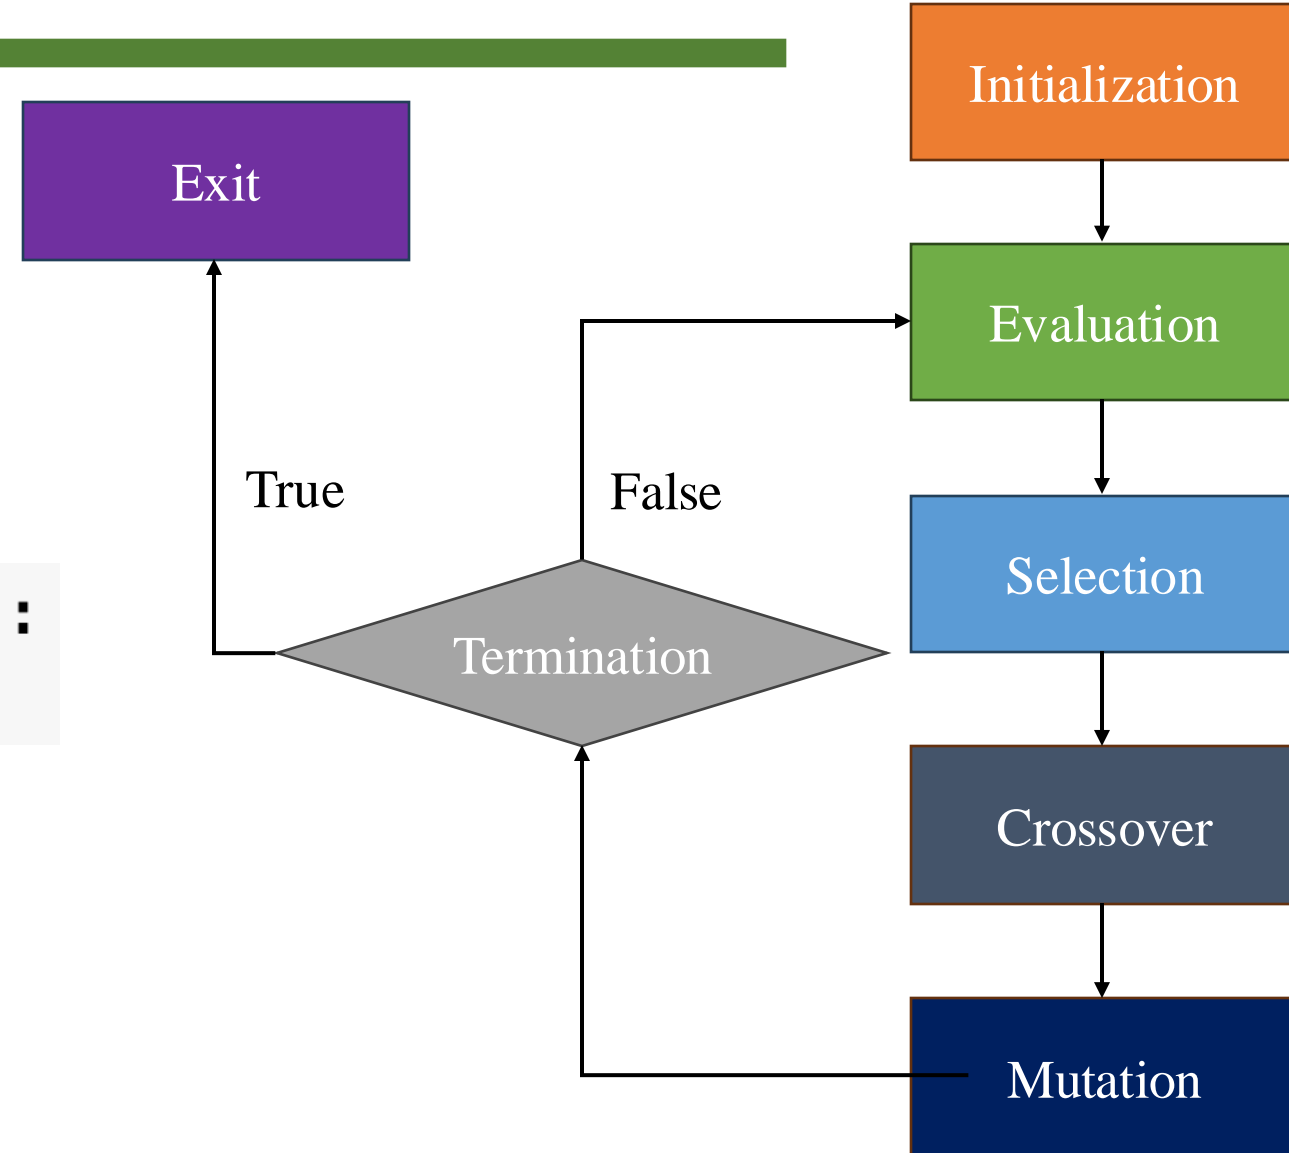 Initialization
Exit
Evaluation
True
False
Selection
:
Termination
Crossover
Mutation